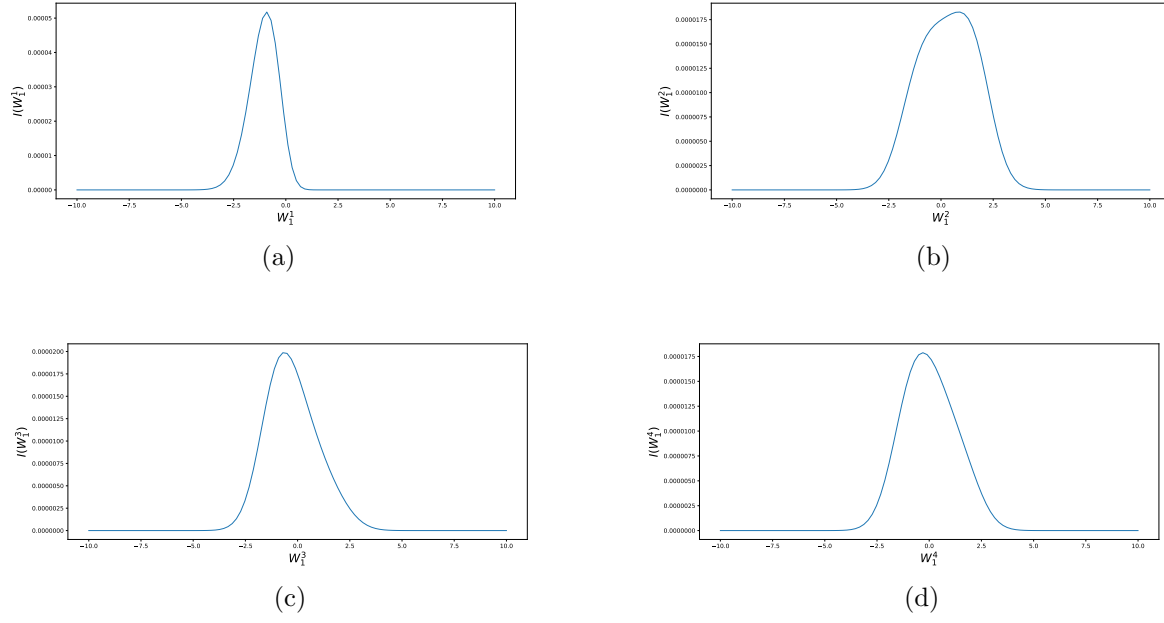 0.00005
0.00004
0.00003
0.00002
0.00001
0.00000
I(W₁¹)
−10.0 −7.5 −5.0 −2.5 0.0 2.5 5.0 7.5 10.0
W₁¹
(a)
0.0000175
0.0000150
0.0000125
0.0000100
0.0000075
0.0000050
0.0000025
0.0000000
I(W₁²)
−10.0 −7.5 −5.0 −2.5 0.0 2.5 5.0 7.5 10.0
W₁²
(b)
0.0000200
0.0000175
0.0000150
0.0000125
0.0000100
0.0000075
0.0000050
0.0000025
0.0000000
I(W₁³)
−10.0 −7.5 −5.0 −2.5 0.0 2.5 5.0 7.5 10.0
W₁³
(c)
0.0000175
0.0000150
0.0000125
0.0000100
0.0000075
0.0000050
0.0000025
0.0000000
I(W₁⁴)
−10.0 −7.5 −5.0 −2.5 0.0 2.5 5.0 7.5 10.0
W₁⁴
(d)